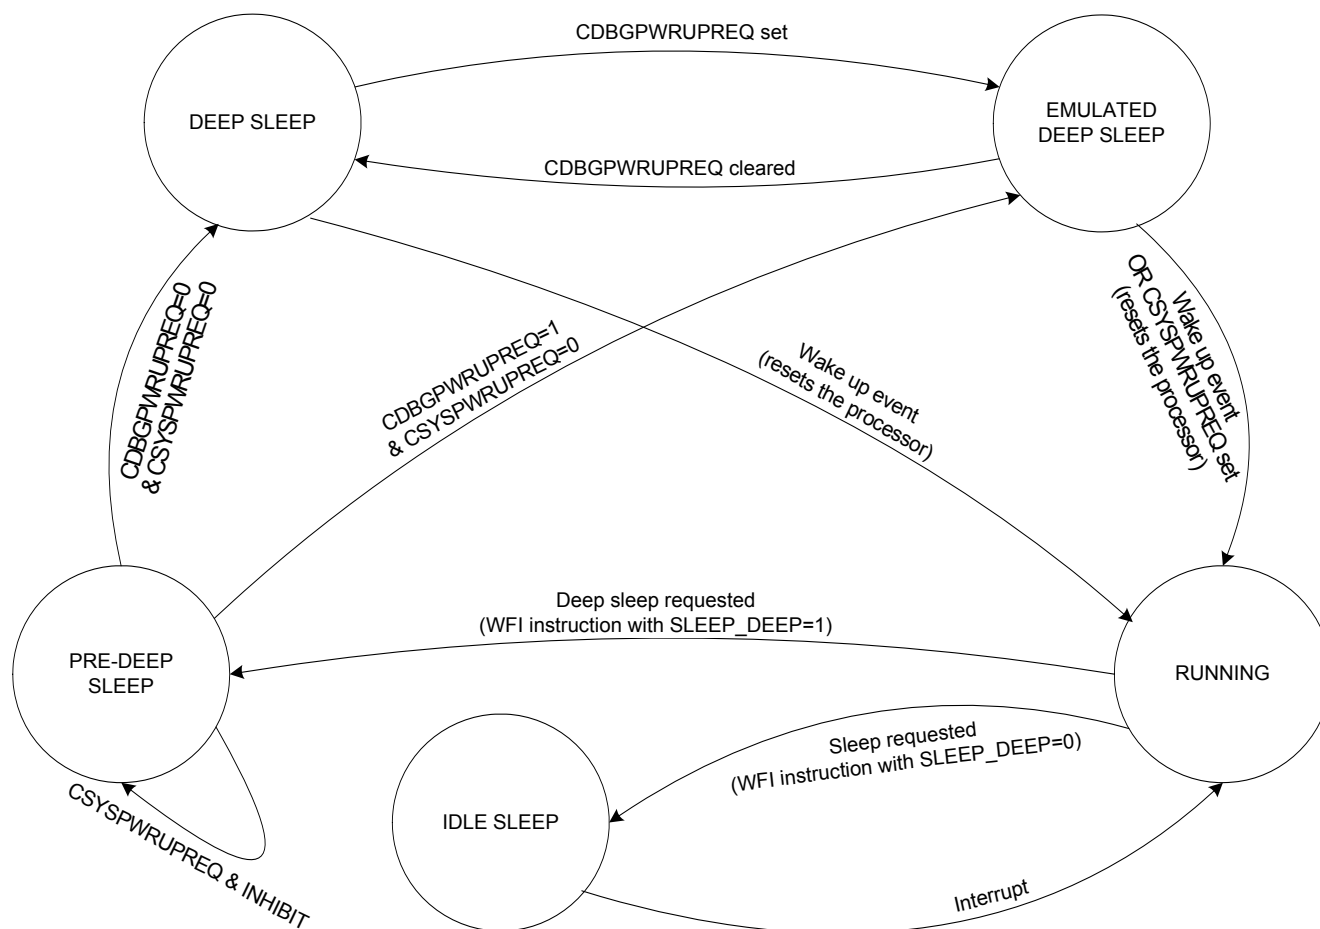 CDBGPWRUPREQ set
DEEP SLEEP
EMULATED
DEEP SLEEP
CDBGPWRUPREQ cleared
CDBGPWRUPREQ=0
& CSYSPWRUPREQ=0
CDBGPWRUPREQ=1
& CSYSPWRUPREQ=0
Wake up event
(resets the processor)
Wake up event
OR CSYSPWRUPREQ set
(resets the processor)
Deep sleep requested
(WFI instruction with SLEEP_DEEP=1)
PRE-DEEP
SLEEP
RUNNING
Sleep requested
(WFI instruction with SLEEP_DEEP=0)
CSYSPWRUPREQ & INHIBIT
IDLE SLEEP
Interrupt